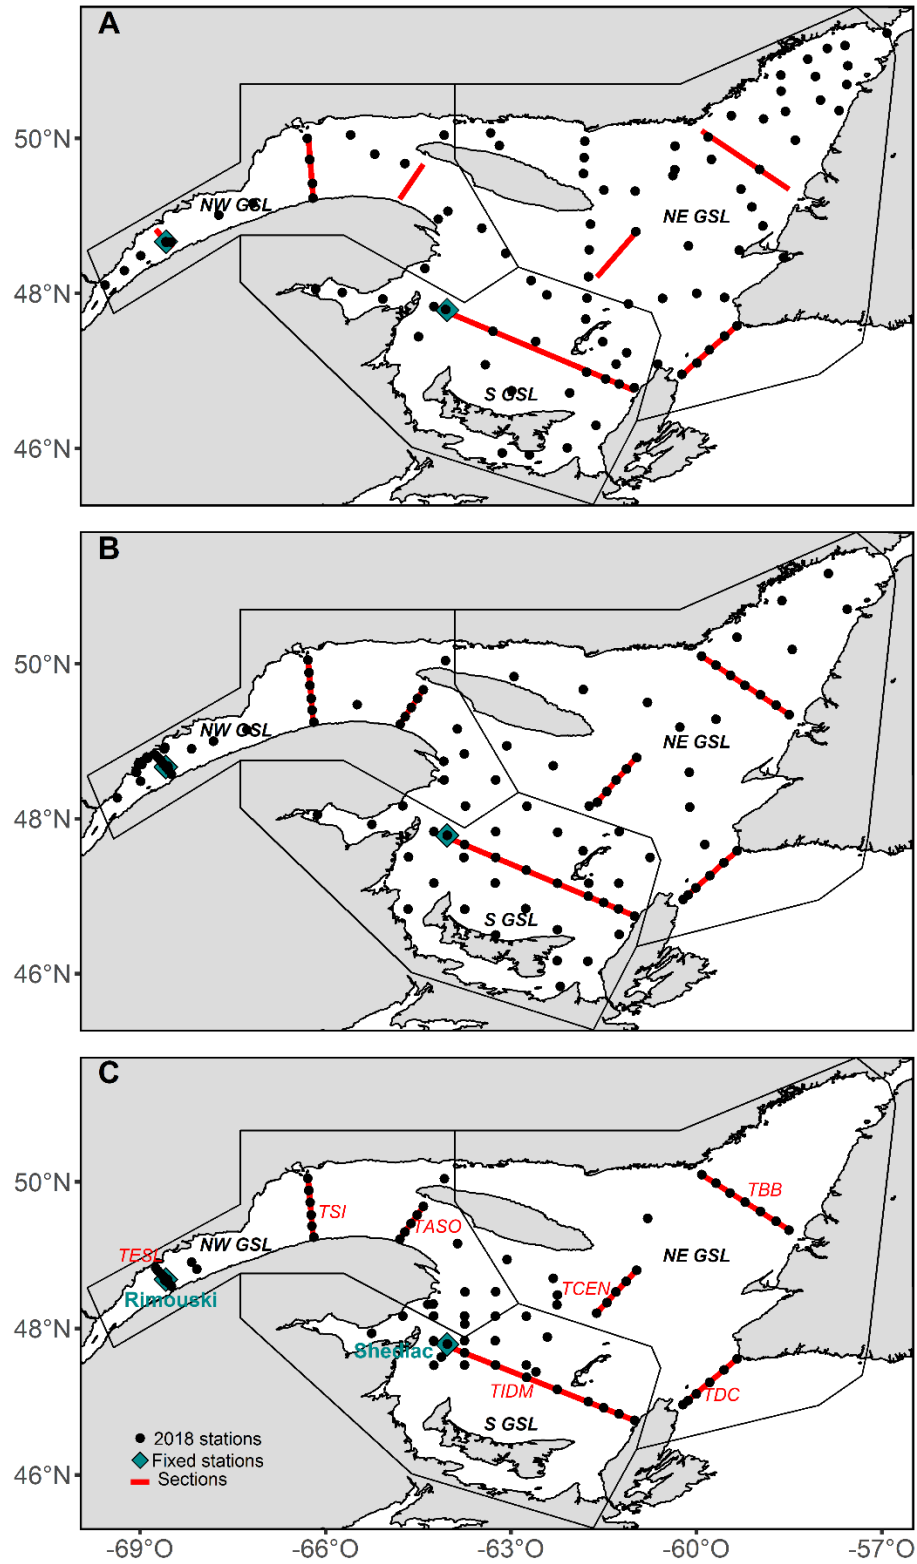 A
50°N
NW GSL
NE GSL
48°N
S GSL
46°N
B
50°N
NW GSL
NE GSL
48°N
S GSL
46°N
C
50°N
TBB
TSI
TASO
NW GSL
TESL
NE GSL
TCEN
Rimouski
48°N
Shediac
TIDM
TDC
S GSL
2018 stations
Fixed stations
Sections
46°N
-69°O
-66°O
-63°O
-60°O
-57°O